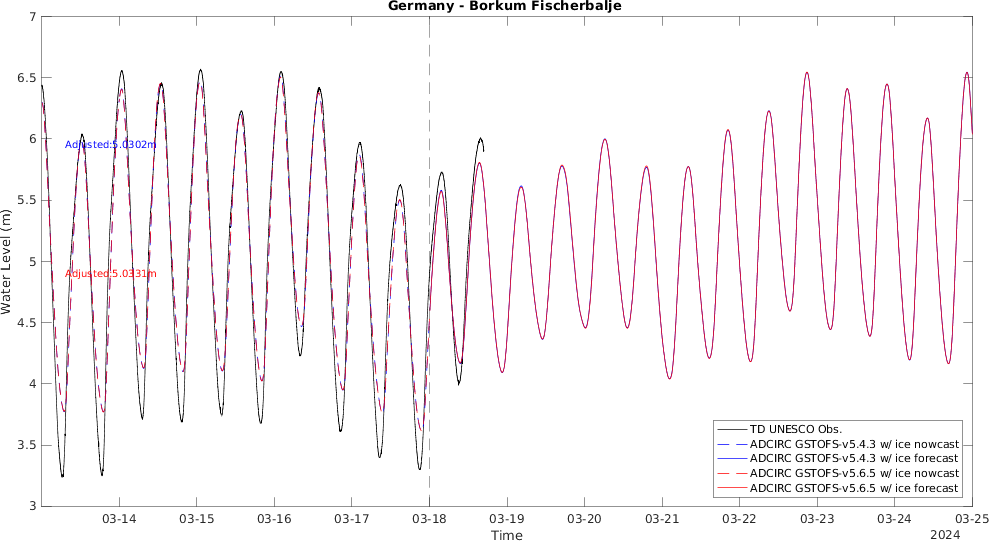 Germany - Borkum Fischerbalje
7
6.5
6
5.5
5
4.5
4
3.5
3
Water Level (m)
Adjusted:5.0302m
Adjusted:5.0331m
TD UNESCO Obs.
ADCIRC GSTOFS-v5.4.3 w/ ice nowcast
ADCIRC GSTOFS-v5.4.3 w/ ice forecast
ADCIRC GSTOFS-v5.6.5 w/ ice nowcast
ADCIRC GSTOFS-v5.6.5 w/ ice forecast
03-14 03-15 03-16 03-17 03-18 03-19 03-20 03-21 03-22 03-23 03-24 03-25
Time
2024